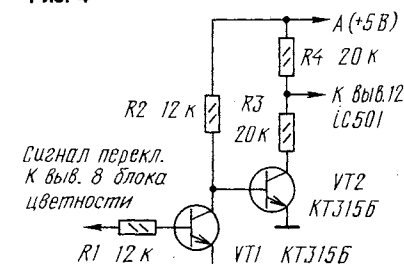 А (+5 В)
R4 20 к
R2 12 к
R3
20 к
К выв. 12
IC501
Сигнал перекл.
К выв. 8 блока
цветности
VT2
КТ315Б
R1 12 к
VT1 КТ315Б